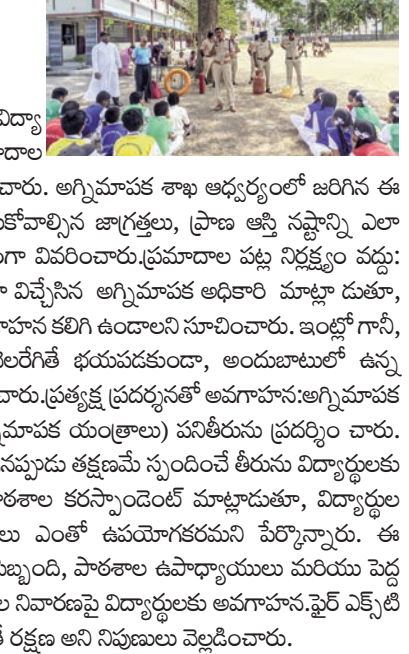 విద్యా
దాల
చారు. అగ్నిమాపక శాఖ ఆధ్వర్యంలో జరిగిన ఈ
కోవాల్సిన జాగ్రత్తలు, ప్రాణ ఆస్తి నష్టాన్ని ఎలా
గా వివరించారు.ప్రమాదాల పట్ల నిర్లక్ష్యం వద్దు:
ా విచ్చేసిన అగ్నిమాపక అధికారి మాట్లా డుతూ,
ాహన కలిగి ఉండాలని సూచించారు. ఇంట్లో గానీ,
చెలరేగితే భయపడకుండా, అందుబాటులో ఉన్న
చారు.ప్రత్యక్ష ప్రదర్శనతో అవగాహన:అగ్నిమాపక
్నిమాపక యంత్రాలు) పనితీరును ప్రదర్శిం చారు.
నప్పుడు తక్షణమే స్పందించే తీరును విద్యార్థులకు
ాఠశాల కరస్పాండెంట్ మాట్లాడుతూ, విద్యార్థుల
లు ఎంతో ఉపయోగకరమని పేర్కొన్నారు. ఈ
సిబ్బంది, పాఠశాల ఉపాధ్యాయులు మరియు పెద్ద
ల నివారణపై విద్యార్థులకు అవగాహన.ఫైర్ ఎక్స్‌టి
తే రక్షణ అని నిపుణులు వెల్లడించారు.